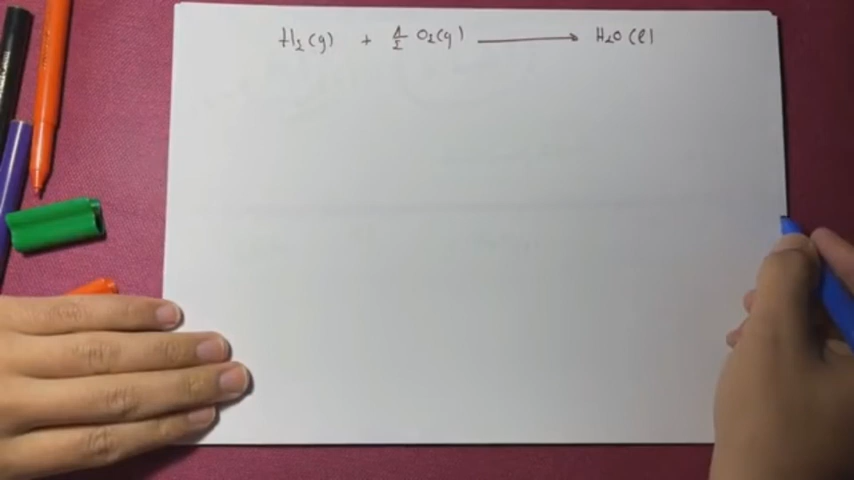 H₂(g) + 1/2 O₂(g) ⟶ H₂O(l)